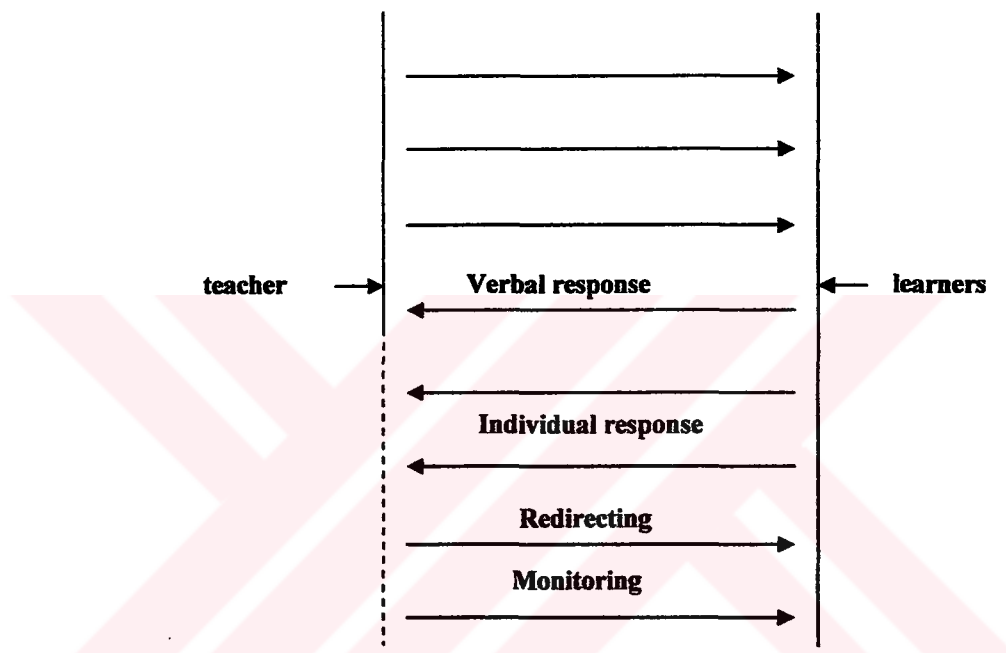 teacher
Verbal response
learners
Individual response
Redirecting
Monitoring